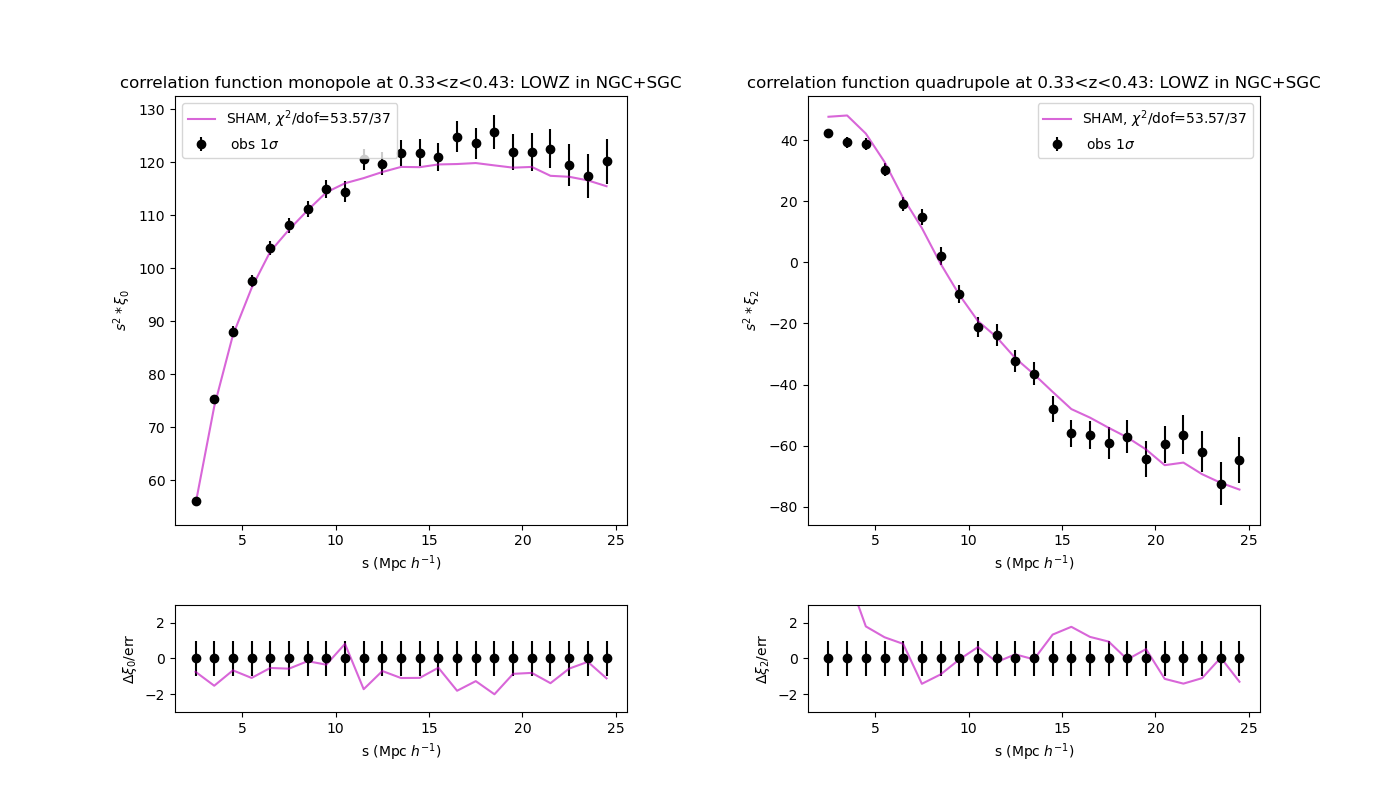 correlation function monopole at 0.33<z<0.43: LOWZ in NGC+SGC
SHAM, χ²/dof=53.57/37
obs 1σ
130
120
110
100
90
80
70
60
s² * ξ₀
5 10 15 20 25
s (Mpc h⁻¹)
correlation function quadrupole at 0.33<z<0.43: LOWZ in NGC+SGC
SHAM, χ²/dof=53.57/37
obs 1σ
40
20
0
−20
−40
−60
−80
s² * ξ₂
5 10 15 20 25
s (Mpc h⁻¹)
2
0
−2
Δξ₀/err
5 10 15 20 25
s (Mpc h⁻¹)
2
0
−2
Δξ₂/err
5 10 15 20 25
s (Mpc h⁻¹)